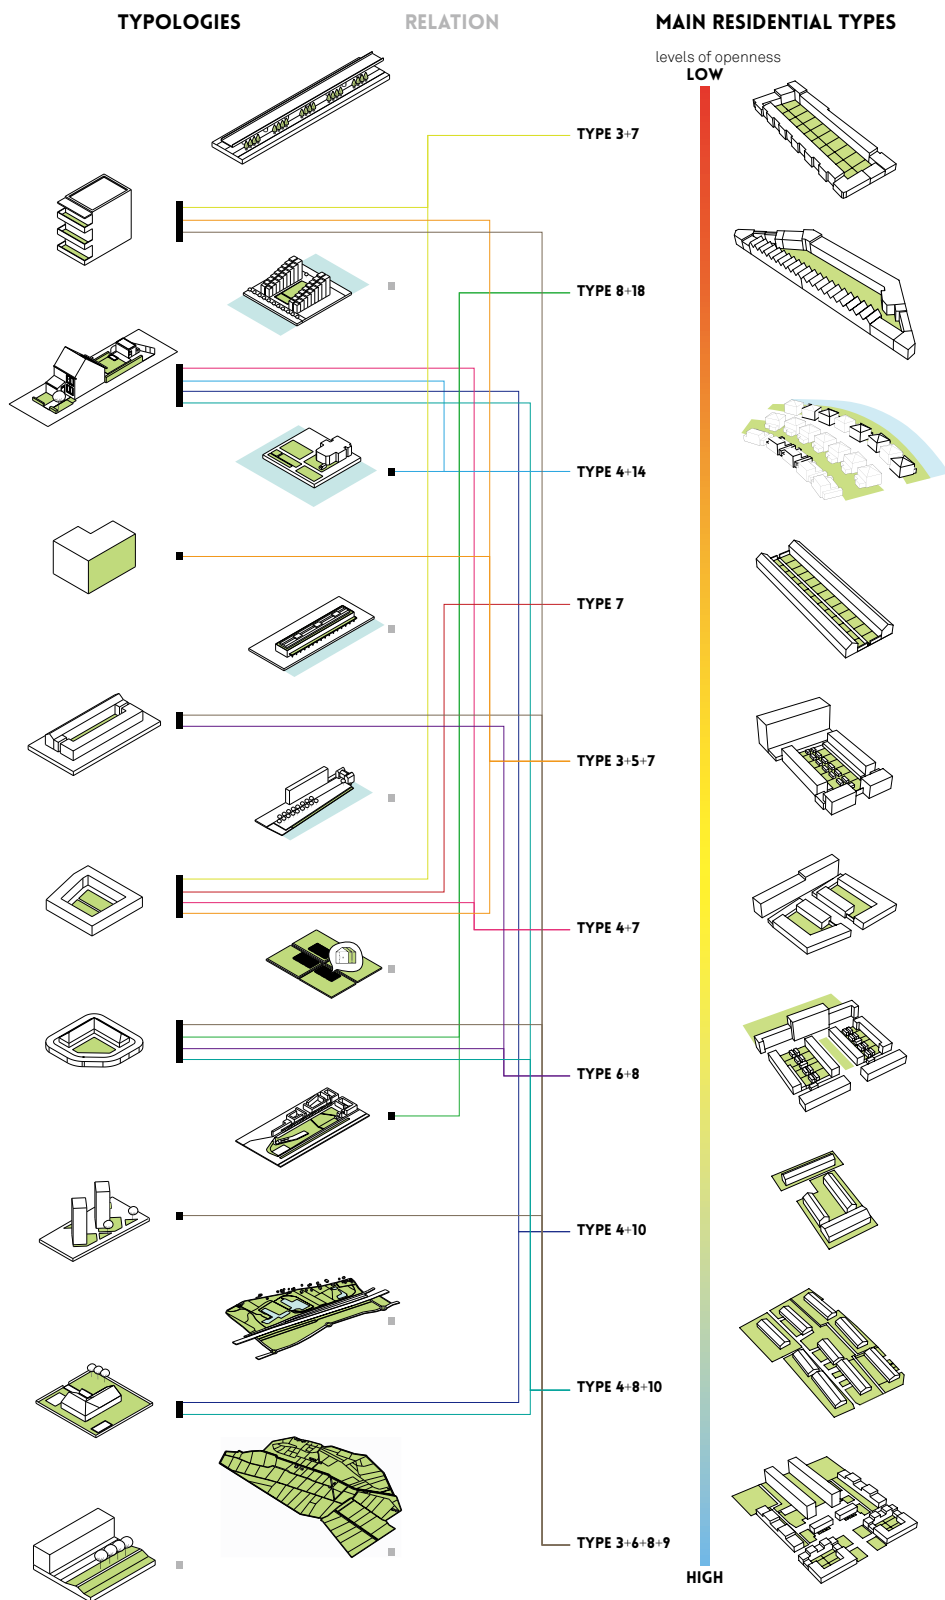 TYPOLOGIES
RELATION
MAIN RESIDENTIAL TYPES
levels of openness
LOW
TYPE 3+7
TYPE 8+18
TYPE 4+14
TYPE 7
TYPE 3+5+7
TYPE 4+7
TYPE 6+8
TYPE 4+10
TYPE 4+8+10
TYPE 3+6+8+9
HIGH